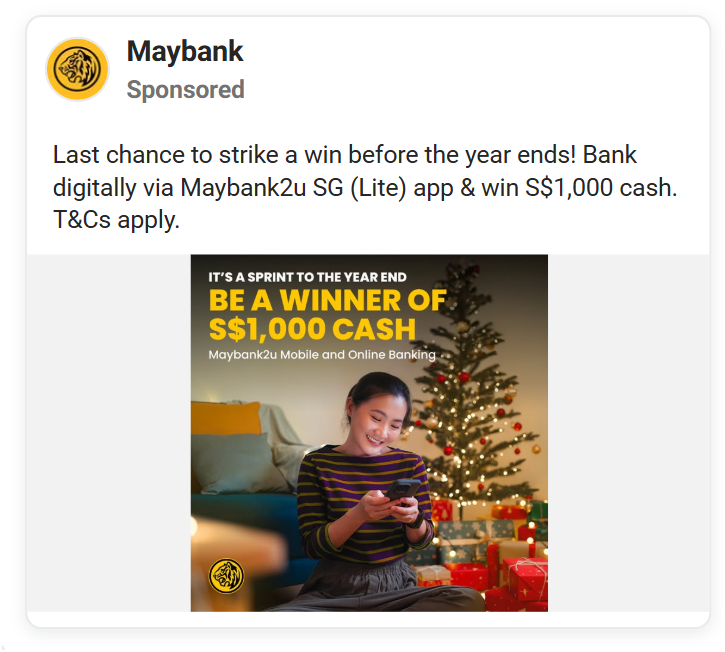 Maybank
Sponsored
Last chance to strike a win before the year ends! Bank
digitally via Maybank2u SG (Lite) app & win S$1,000 cash.
T&Cs apply.
IT'S A SPRINT TO THE YEAR END
BE A WINNER OF
S$1,000 CASH
Maybank2u Mobile and Online Banking